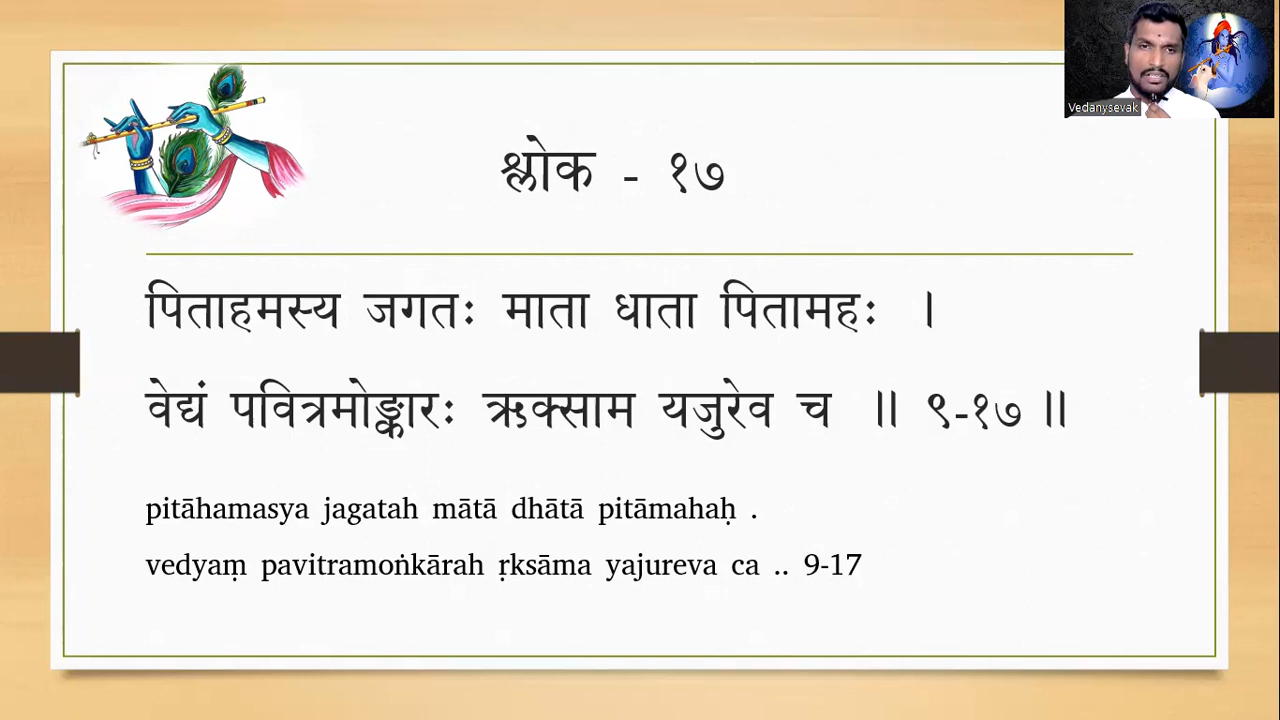 Vedanysevak
श्लोक - १७
पिताहमस्य जगतः माता धाता पितामहः ।
वेद्यं पवित्रमोङ्कारः ऋक्साम यजुरेव च ॥ ९-१७ ॥
pitāhamasya jagatah mātā dhātā pitāmahaḥ .
vedyaṃ pavitramoṅkārah ṛksāma yajureva ca .. 9-17